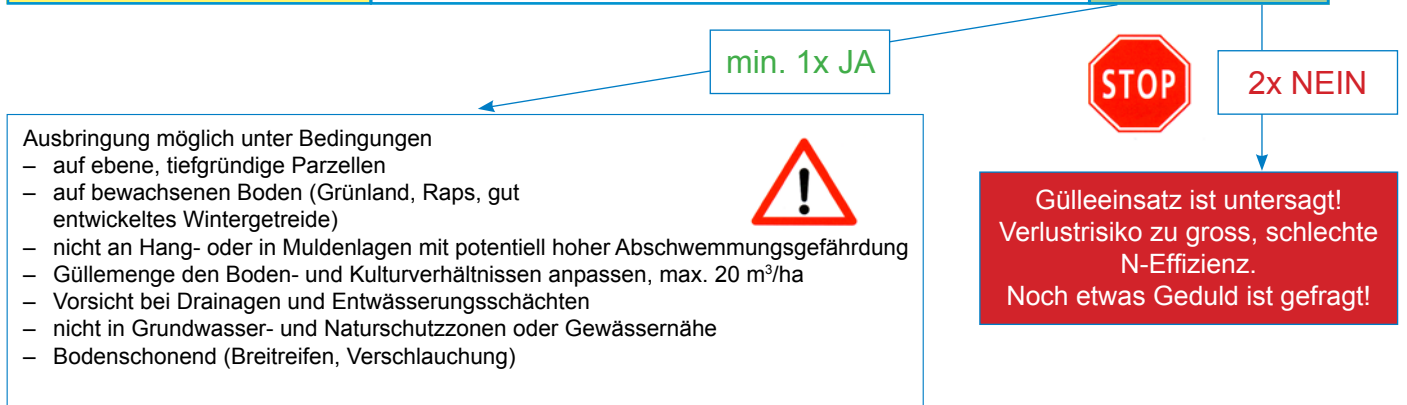 min. 1x JA
STOP
2x NEIN
Ausbringung möglich unter Bedingungen
– auf ebene, tiefgründige Parzellen
– auf bewachsenen Boden (Grünland, Raps, gut
entwickeltes Wintergetreide)
– nicht an Hang- oder in Muldenlagen mit potentiell hoher Abschwemmungsgefährdung
– Güllemenge den Boden- und Kulturverhältnissen anpassen, max. 20 m³/ha
– Vorsicht bei Drainagen und Entwässerungsschächten
– nicht in Grundwasser- und Naturschutzzonen oder Gewässernähe
– Bodenschonend (Breitreifen, Verschlauchung)
Gülleeinsatz ist untersagt!
Verlustrisiko zu gross, schlechte
N-Effizienz.
Noch etwas Geduld ist gefragt!